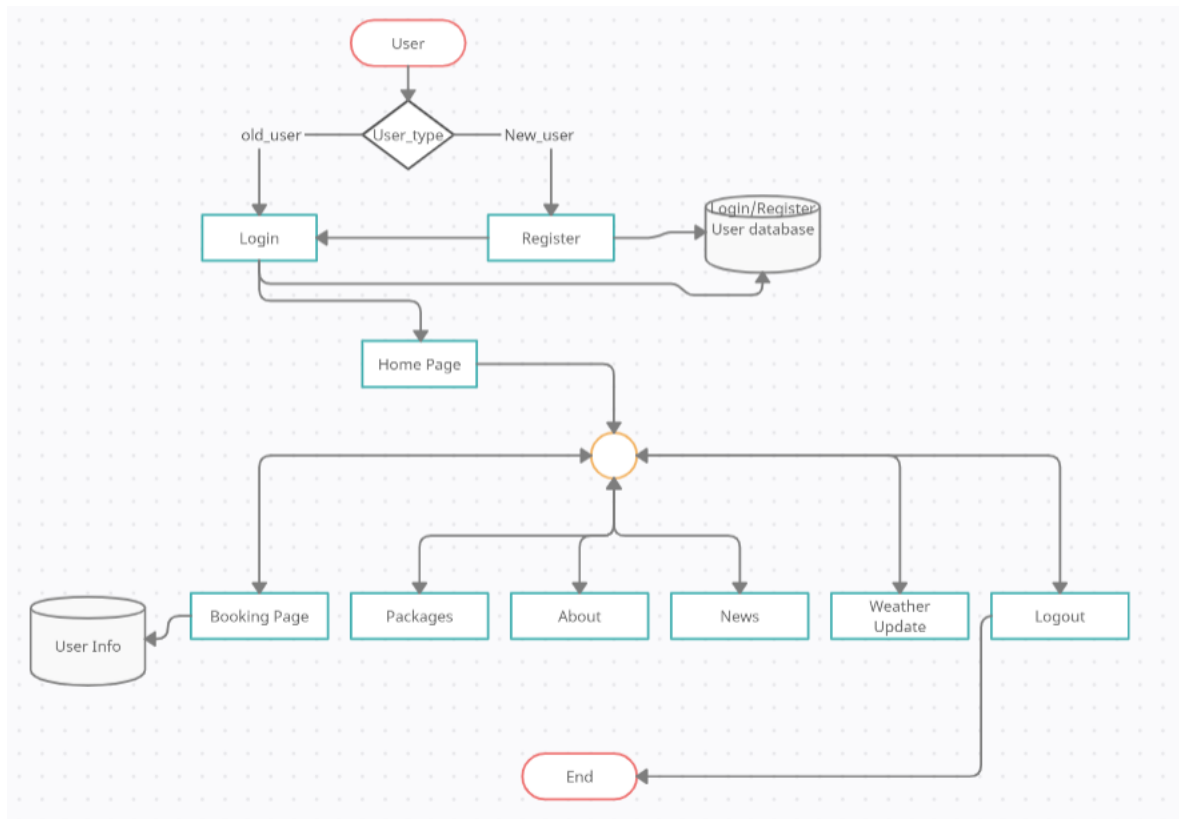 User
User_type
old_user
New_user
Login/Register
User database
Login
Register
Home Page
Booking Page
Packages
About
News
Weather
Update
Logout
User Info
End